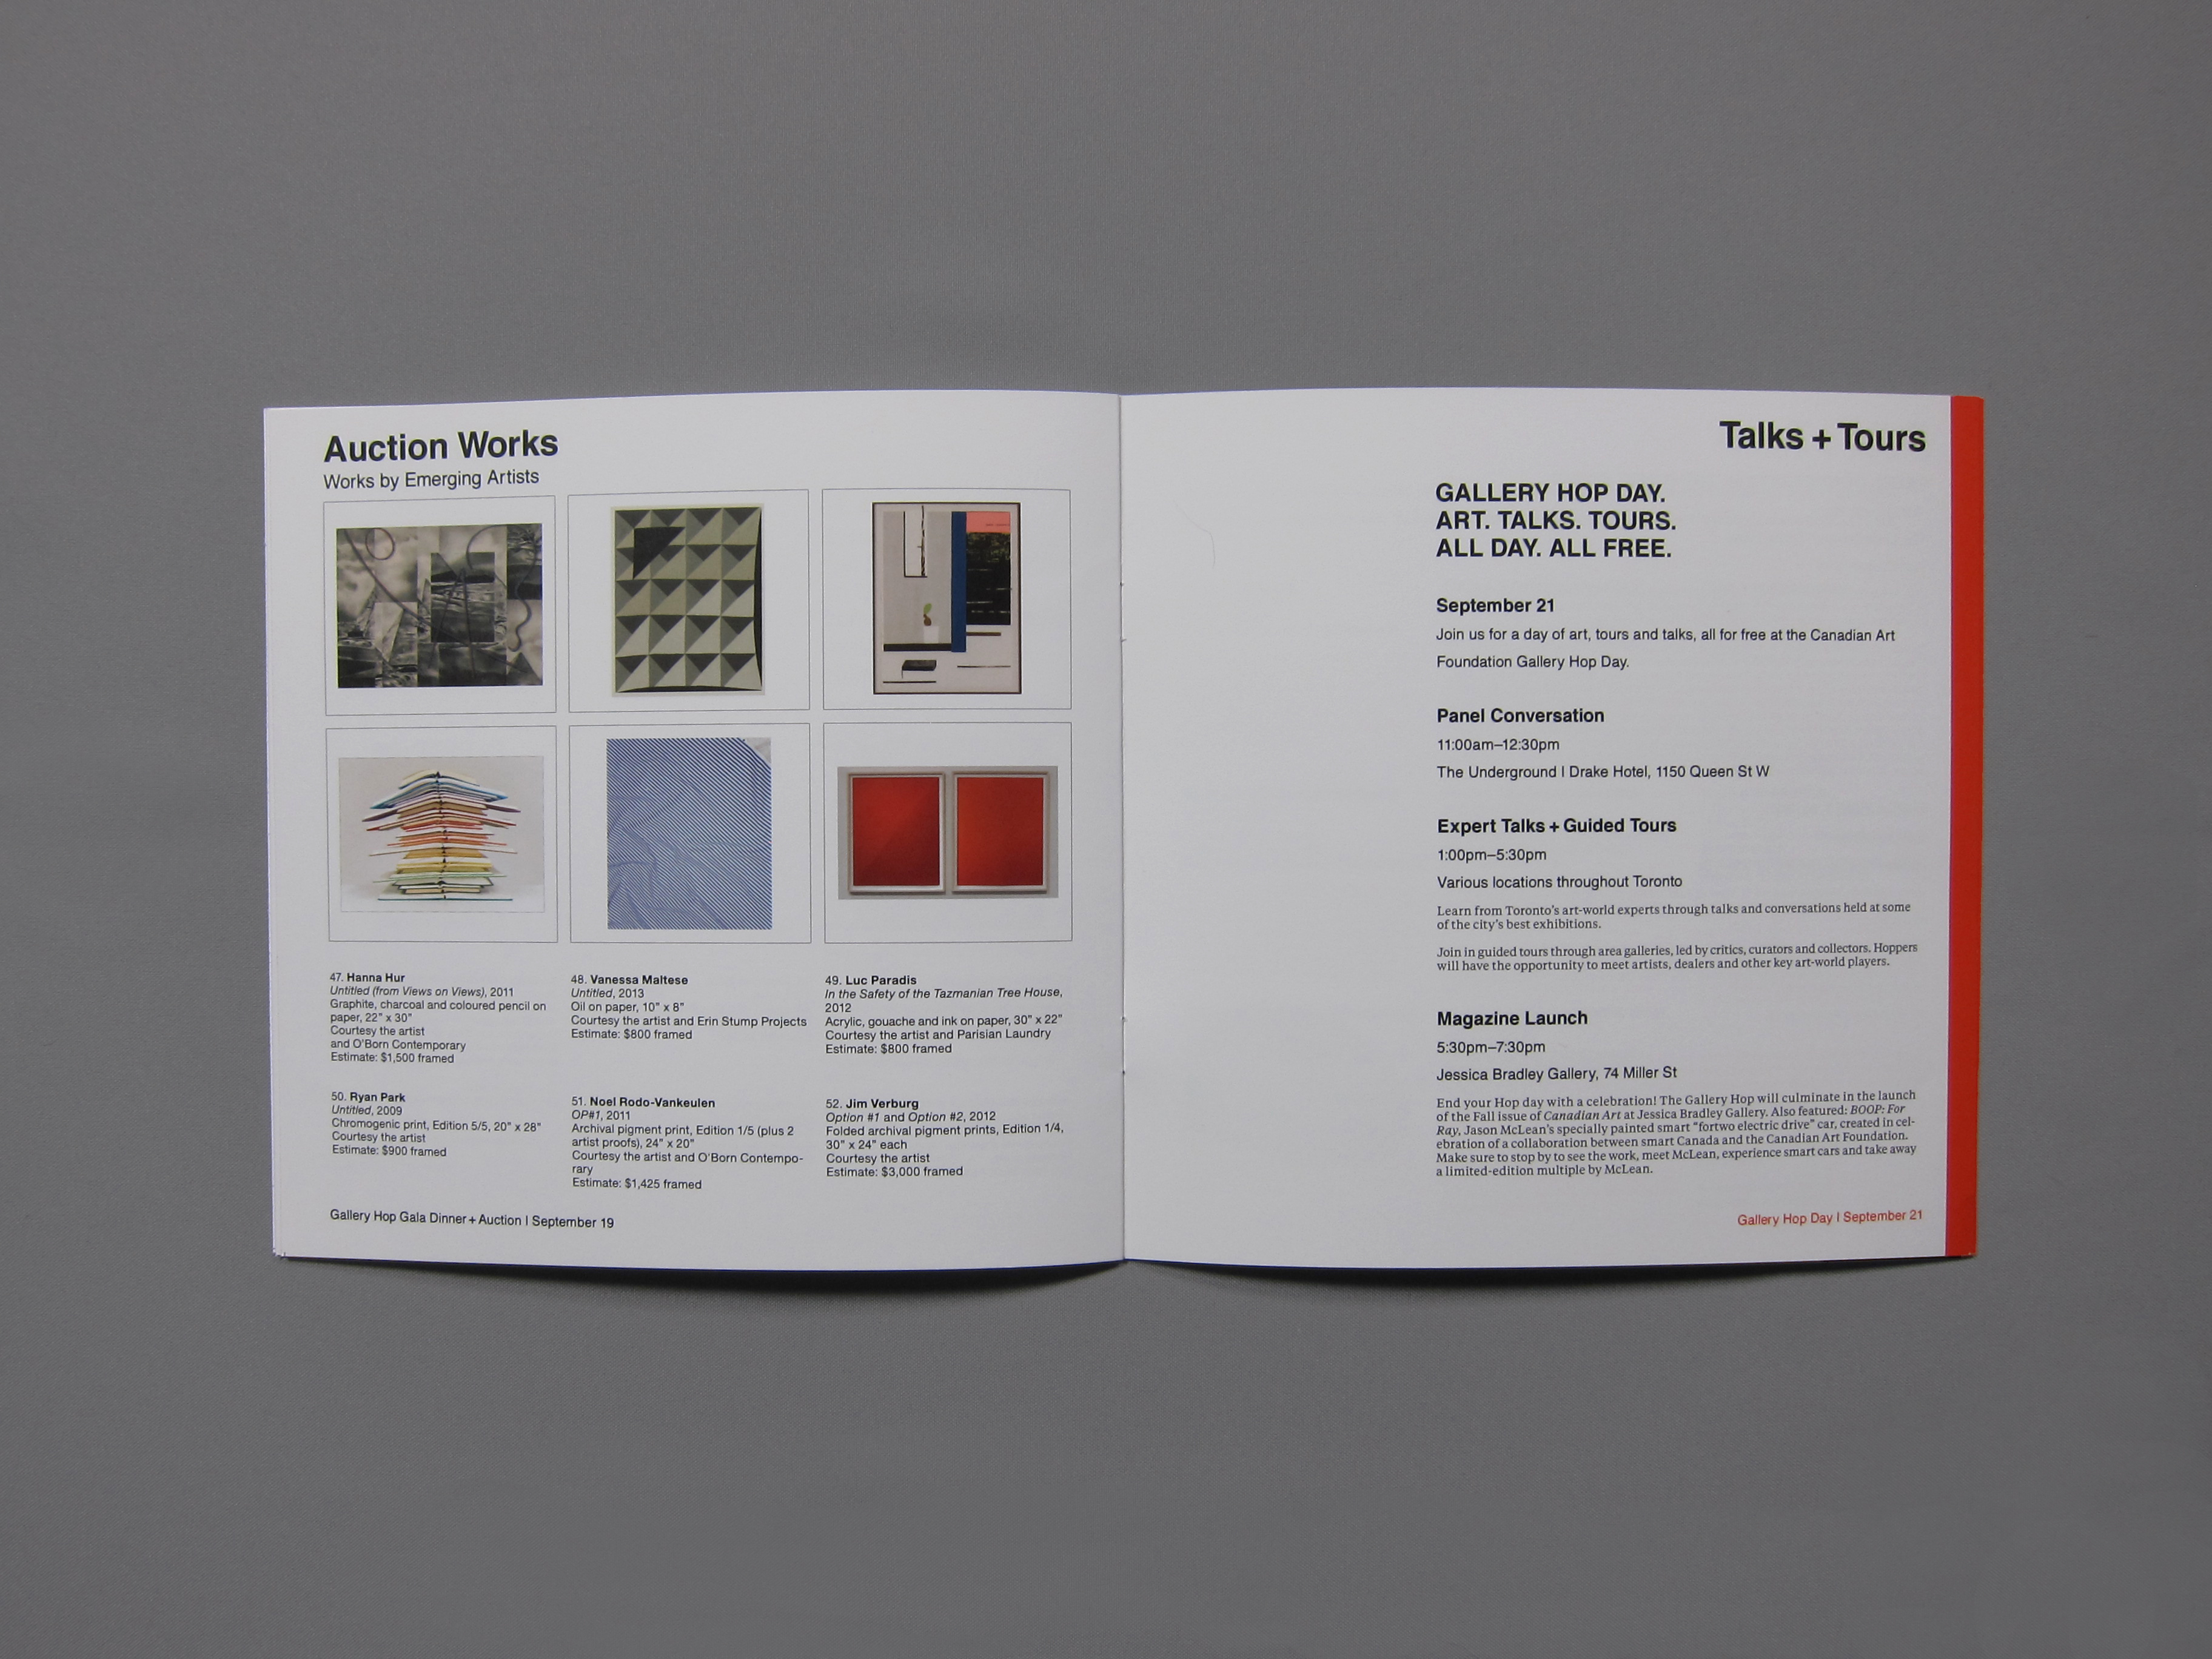 Auction Works
Works by Emerging Artists
47. Hanna Hur
Untitled (from Views on Views), 2011
Graphite, charcoal and coloured pencil on
paper, 22" x 30"
Courtesy the artist
and O'Born Contemporary
Estimate: $1,500 framed
48. Vanessa Maltese
Untitled, 2013
Oil on paper, 10" x 8"
Courtesy the artist and Erin Stump Projects
Estimate: $800 framed
49. Luc Paradis
In the Safety of the Tazmanian Tree House,
2012
Acrylic, gouache and ink on paper, 30" x 22"
Courtesy the artist and Parisian Laundry
Estimate: $800 framed
50. Ryan Park
Untitled, 2009
Chromogenic print, Edition 5/5, 20" x 28"
Courtesy the artist
Estimate: $900 framed
51. Noel Rodo-Vankeulen
OP#1, 2011
Archival pigment print, Edition 1/5 (plus 2
artist proofs), 24" x 20"
Courtesy the artist and O'Born Contempo-
rary
Estimate: $1,425 framed
52. Jim Verburg
Option #1 and Option #2, 2012
Folded archival pigment prints, Edition 1/4,
30" x 24" each
Courtesy the artist
Estimate: $3,000 framed
Gallery Hop Gala Dinner + Auction | September 19
Talks + Tours
GALLERY HOP DAY.
ART. TALKS. TOURS.
ALL DAY. ALL FREE.
September 21
Join us for a day of art, tours and talks, all for free at the Canadian Art
Foundation Gallery Hop Day.
Panel Conversation
11:00am–12:30pm
The Underground | Drake Hotel, 1150 Queen St W
Expert Talks + Guided Tours
1:00pm–5:30pm
Various locations throughout Toronto
Learn from Toronto's art-world experts through talks and conversations held at some
of the city's best exhibitions.
Join in guided tours through area galleries, led by critics, curators and collectors. Hoppers
will have the opportunity to meet artists, dealers and other key art-world players.
Magazine Launch
5:30pm–7:30pm
Jessica Bradley Gallery, 74 Miller St
End your Hop day with a celebration! The Gallery Hop will culminate in the launch
of the Fall issue of Canadian Art at Jessica Bradley Gallery. Also featured: BOOP: For
Ray, Jason McLean's specially painted smart "fortwo electric drive" car, created in cel-
ebration of a collaboration between smart Canada and the Canadian Art Foundation.
Make sure to stop by to see the work, meet McLean, experience smart cars and take away
a limited-edition multiple by McLean.
Gallery Hop Day | September 21